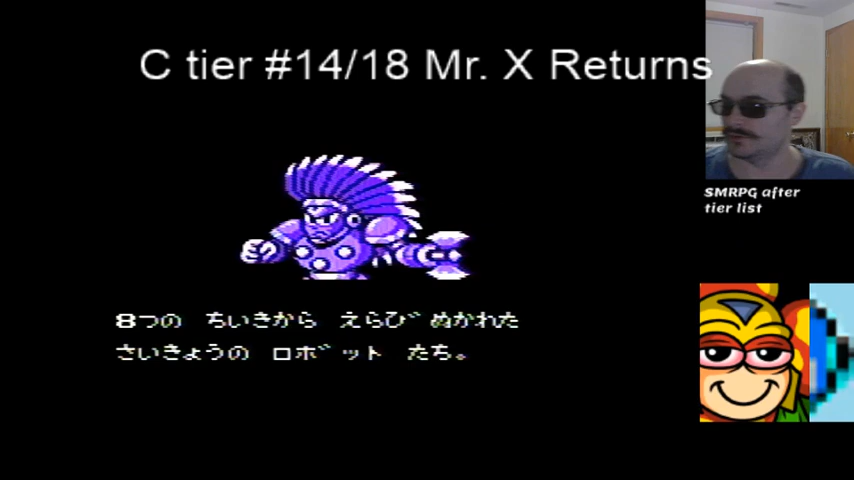 C tier #14/18 Mr. X Returns
SMRPG after
tier list
8つの ちいきから えらびぬかれた
さいきょうの ロボット たち。